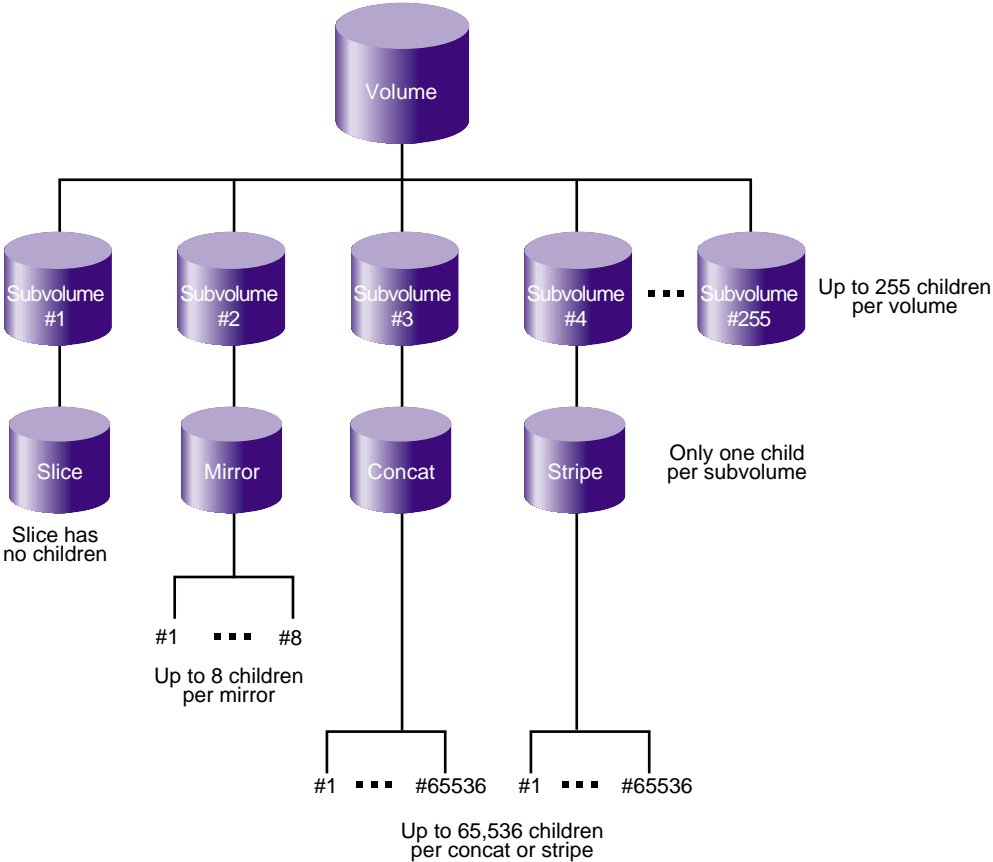 Volume
Subvolume
#1
Subvolume
#2
Subvolume
#3
Subvolume
#4
Subvolume
#255
Up to 255 children
per volume
Slice
Mirror
Concat
Stripe
Only one child
per subvolume
Slice has
no children
#1
#8
Up to 8 children
per mirror
#1
#65536
#1
#65536
Up to 65,536 children
per concat or stripe